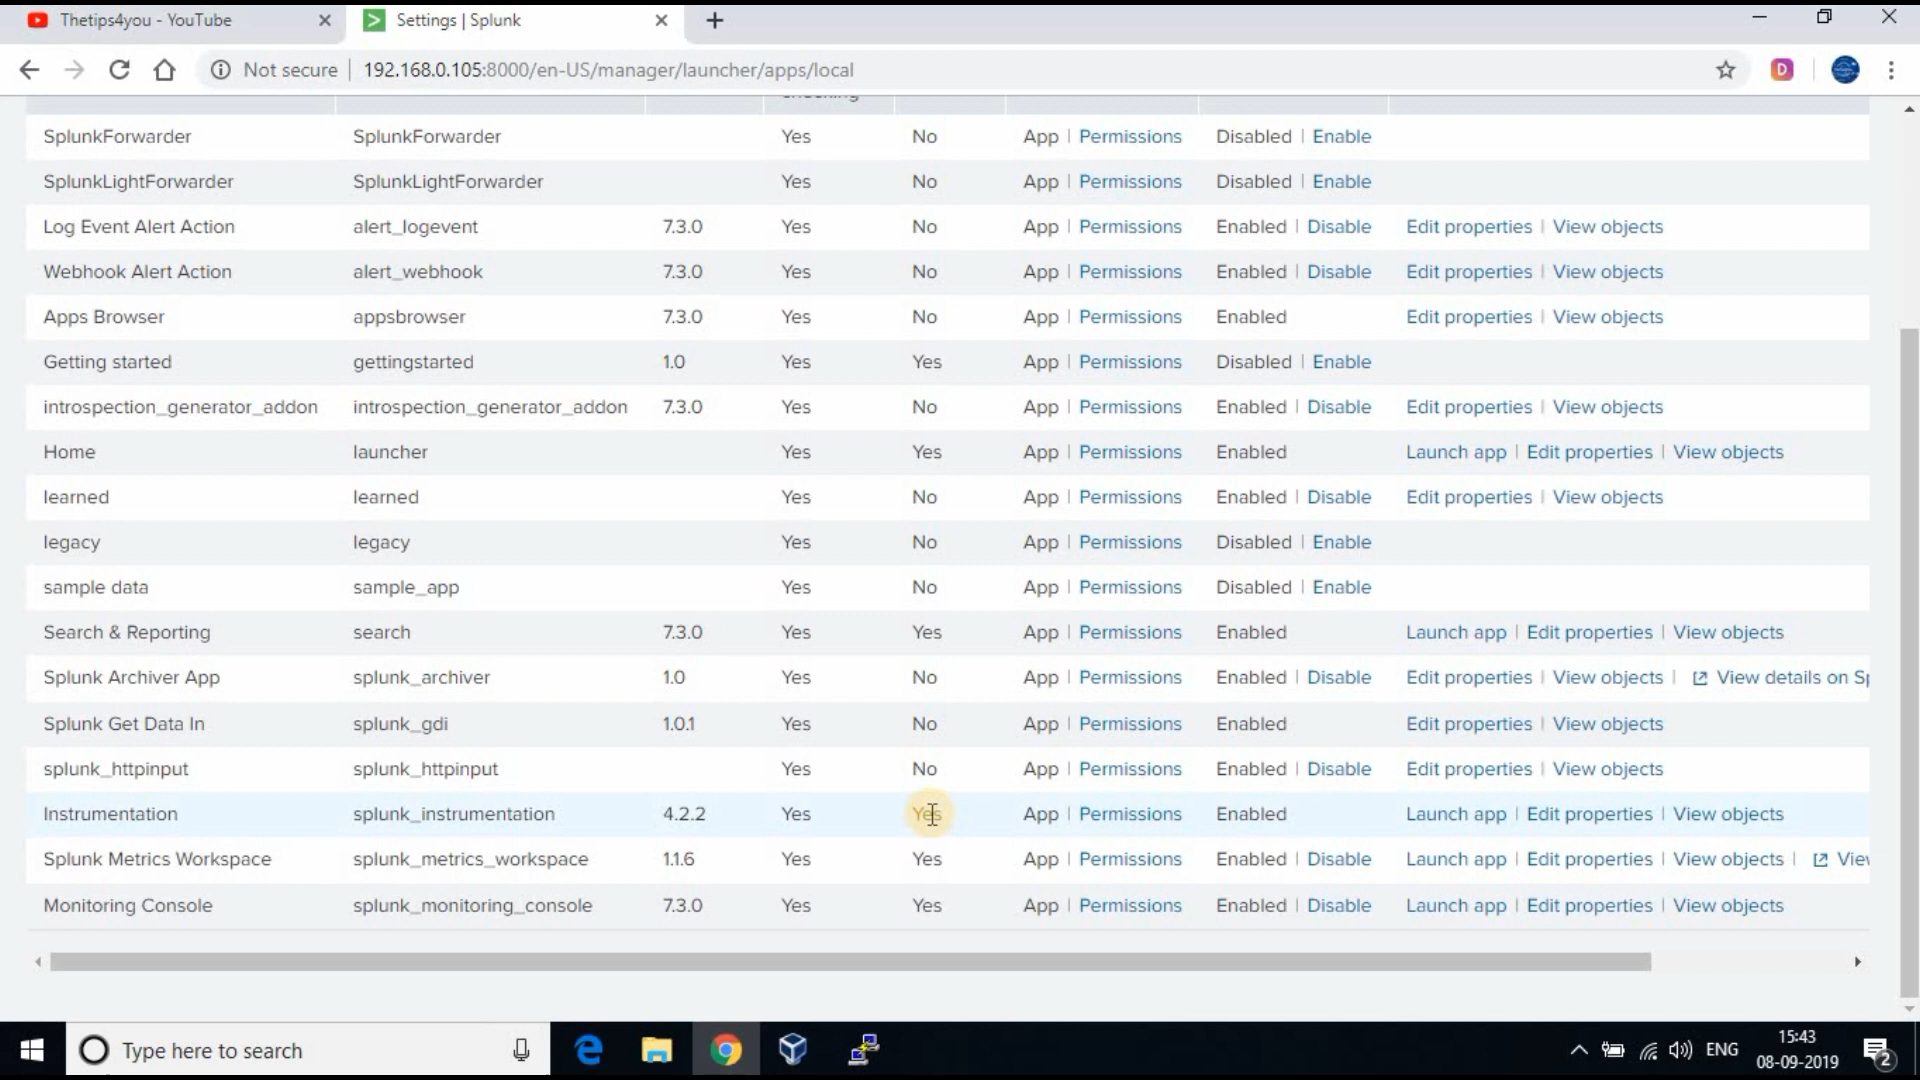 Thetips4you - YouTube
Settings | Splunk
Not secure | 192.168.0.105:8000/en-US/manager/launcher/apps/local
checking
SplunkForwarder SplunkForwarder Yes No App | Permissions Disabled | Enable
SplunkLightForwarder SplunkLightForwarder Yes No App | Permissions Disabled | Enable
Log Event Alert Action alert_logevent 7.3.0 Yes No App | Permissions Enabled | Disable Edit properties | View objects
Webhook Alert Action alert_webhook 7.3.0 Yes No App | Permissions Enabled | Disable Edit properties | View objects
Apps Browser appsbrowser 7.3.0 Yes No App | Permissions Enabled Edit properties | View objects
Getting started gettingstarted 1.0 Yes Yes App | Permissions Disabled | Enable
introspection_generator_addon introspection_generator_addon 7.3.0 Yes No App | Permissions Enabled | Disable Edit properties | View objects
Home launcher Yes Yes App | Permissions Enabled Launch app | Edit properties | View objects
learned learned Yes No App | Permissions Enabled | Disable Edit properties | View objects
legacy legacy Yes No App | Permissions Disabled | Enable
sample data sample_app Yes No App | Permissions Disabled | Enable
Search & Reporting search 7.3.0 Yes Yes App | Permissions Enabled Launch app | Edit properties | View objects
Splunk Archiver App splunk_archiver 1.0 Yes No App | Permissions Enabled | Disable Edit properties | View objects | View details on Sp
Splunk Get Data In splunk_gdi 1.0.1 Yes No App | Permissions Enabled Edit properties | View objects
splunk_httpinput splunk_httpinput Yes No App | Permissions Enabled | Disable Edit properties | View objects
Instrumentation splunk_instrumentation 4.2.2 Yes Yes App | Permissions Enabled Launch app | Edit properties | View objects
Splunk Metrics Workspace splunk_metrics_workspace 1.1.6 Yes Yes App | Permissions Enabled | Disable Launch app | Edit properties | View objects | View
Monitoring Console splunk_monitoring_console 7.3.0 Yes Yes App | Permissions Enabled | Disable Launch app | Edit properties | View objects
Type here to search
ENG
15:43
08-09-2019
2